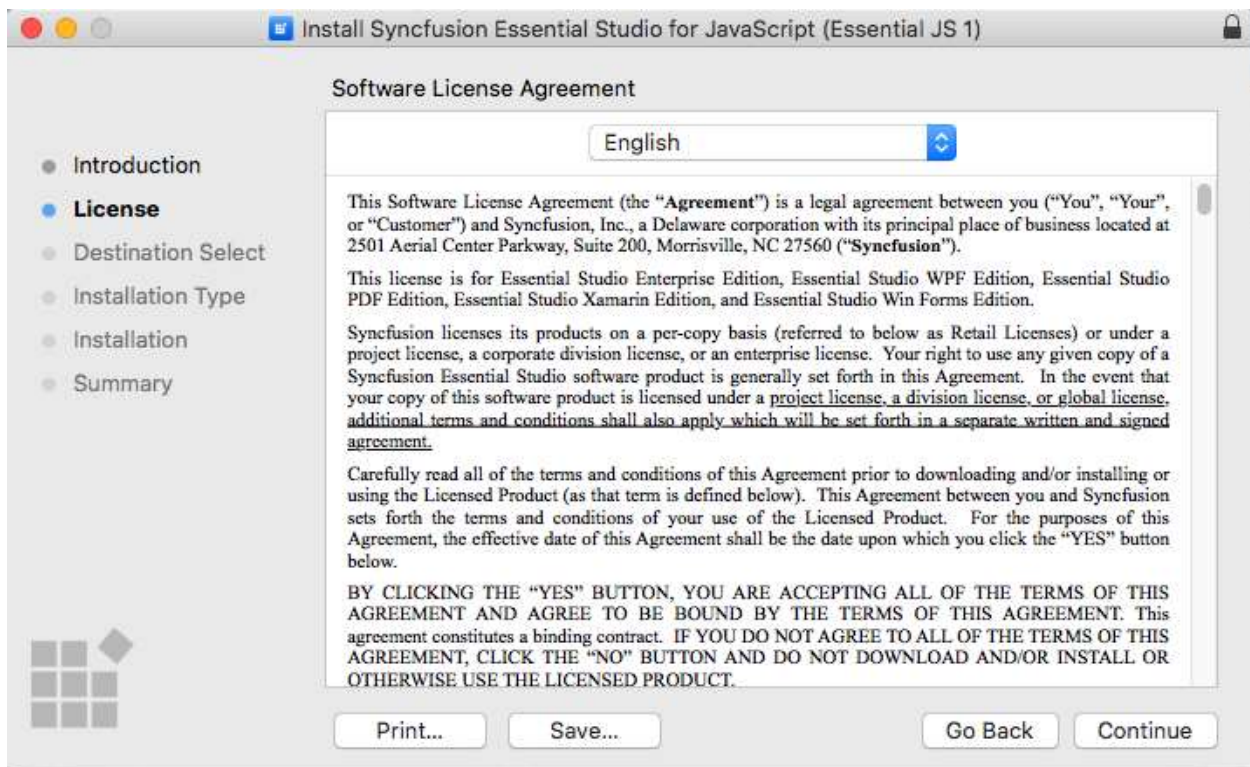 Install Syncfusion Essential Studio for JavaScript (Essential JS 1)
Software License Agreement
Introduction
License
Destination Select
Installation Type
Installation
Summary
English
This Software License Agreement (the “Agreement”) is a legal agreement between you (“You”, “Your”,
or “Customer”) and Syncfusion, Inc., a Delaware corporation with its principal place of business located at
2501 Aerial Center Parkway, Suite 200, Morrisville, NC 27560 (“Syncfusion”).
This license is for Essential Studio Enterprise Edition, Essential Studio WPF Edition, Essential Studio
PDF Edition, Essential Studio Xamarin Edition, and Essential Studio Win Forms Edition.
Syncfusion licenses its products on a per-copy basis (referred to below as Retail Licenses) or under a
project license, a corporate division license, or an enterprise license. Your right to use any given copy of a
Syncfusion Essential Studio software product is generally set forth in this Agreement. In the event that
your copy of this software product is licensed under a project license, a division license, or global license,
additional terms and conditions shall also apply which will be set forth in a separate written and signed
agreement.
Carefully read all of the terms and conditions of this Agreement prior to downloading and/or installing or
using the Licensed Product (as that term is defined below). This Agreement between you and Syncfusion
sets forth the terms and conditions of your use of the Licensed Product. For the purposes of this
Agreement, the effective date of this Agreement shall be the date upon which you click the “YES” button
below.
BY CLICKING THE “YES” BUTTON, YOU ARE ACCEPTING ALL OF THE TERMS OF THIS
AGREEMENT AND AGREE TO BE BOUND BY THE TERMS OF THIS AGREEMENT. This
agreement constitutes a binding contract. IF YOU DO NOT AGREE TO ALL OF THE TERMS OF THIS
AGREEMENT, CLICK THE “NO” BUTTON AND DO NOT DOWNLOAD AND/OR INSTALL OR
OTHERWISE USE THE LICENSED PRODUCT.
Print...
Save...
Go Back
Continue